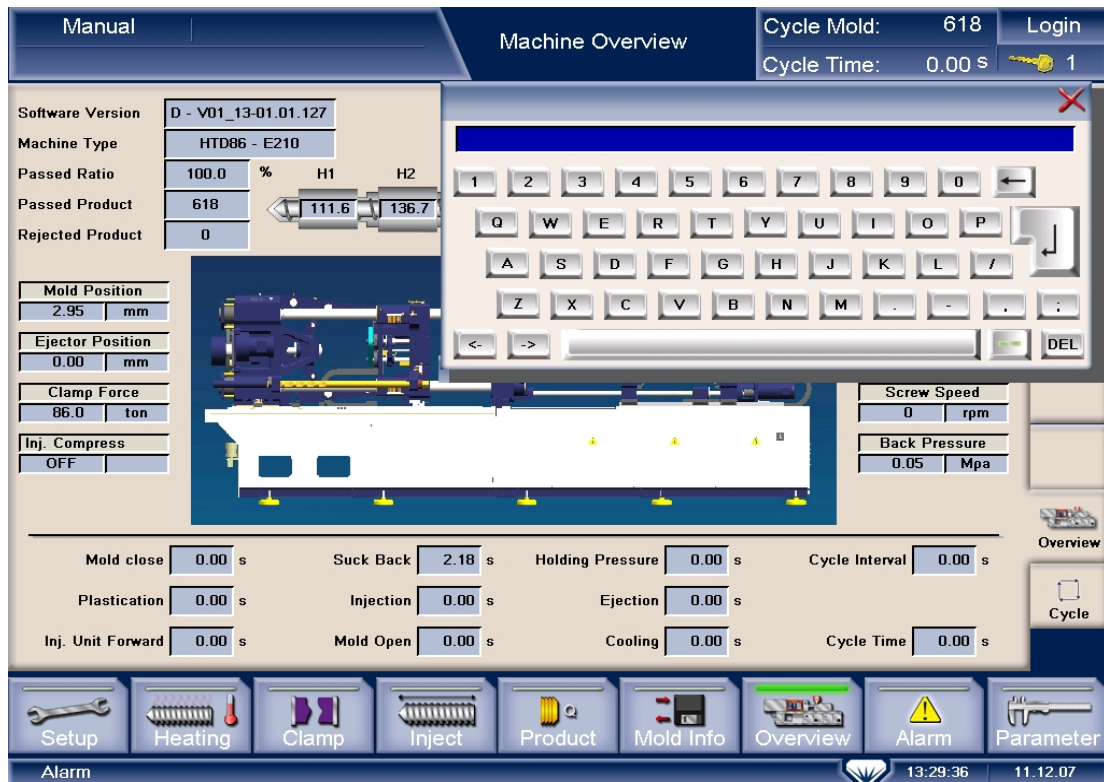 Manual
Machine Overview
Cycle Mold: 618
Login
Cycle Time: 0.00 s
1
Software Version D - V01_13-01.01.127
Machine Type HTD86 - E210
Passed Ratio 100.0 % H1 H2
Passed Product 618 111.6 136.7
Rejected Product 0
1 2 3 4 5 6 7 8 9 0 ←
Q W E R T Y U I O P
A S D F G H J K L /
Z X C V B N M . - , ;
<- -> DEL
Mold Position
2.95 mm
Ejector Position
0.00 mm
Clamp Force
86.0 ton
Inj. Compress
OFF
Screw Speed
0 rpm
Back Pressure
0.05 Mpa
Overview
Cycle
Mold close 0.00 s Suck Back 2.18 s Holding Pressure 0.00 s Cycle Interval 0.00 s
Plastication 0.00 s Injection 0.00 s Ejection 0.00 s
Inj. Unit Forward 0.00 s Mold Open 0.00 s Cooling 0.00 s Cycle Time 0.00 s
Setup Heating Clamp Inject Product Mold Info Overview Alarm Parameter
Alarm 13:29:36 11.12.07